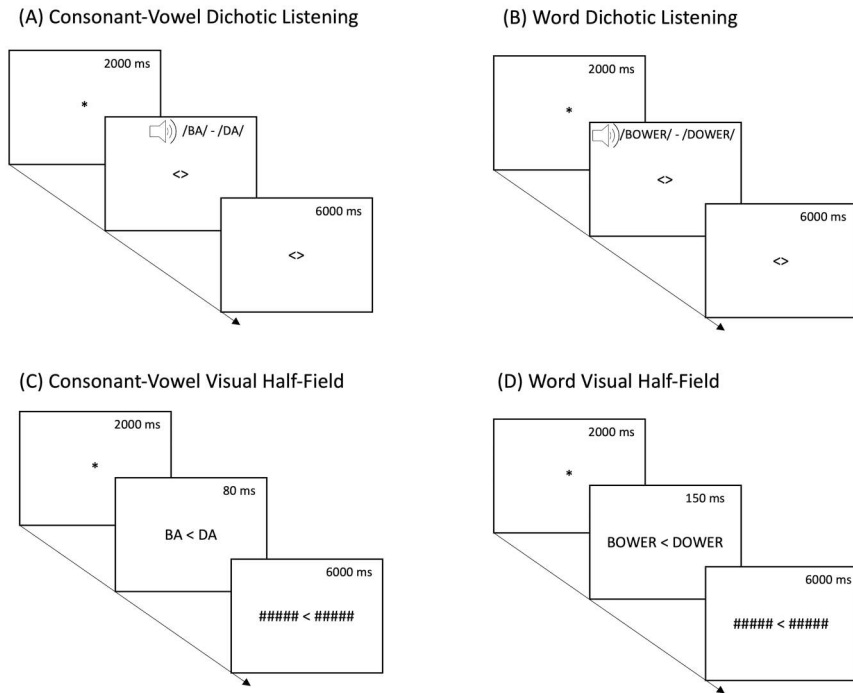 (A) Consonant-Vowel Dichotic Listening
2000 ms
*
/BA/ - /DA/
<>
6000 ms
<>
(B) Word Dichotic Listening
2000 ms
*
/BOWER/ - /DOWER/
<>
6000 ms
<>
(C) Consonant-Vowel Visual Half-Field
2000 ms
*
80 ms
BA < DA
6000 ms
##### < #####
(D) Word Visual Half-Field
2000 ms
*
150 ms
BOWER < DOWER
6000 ms
##### < #####